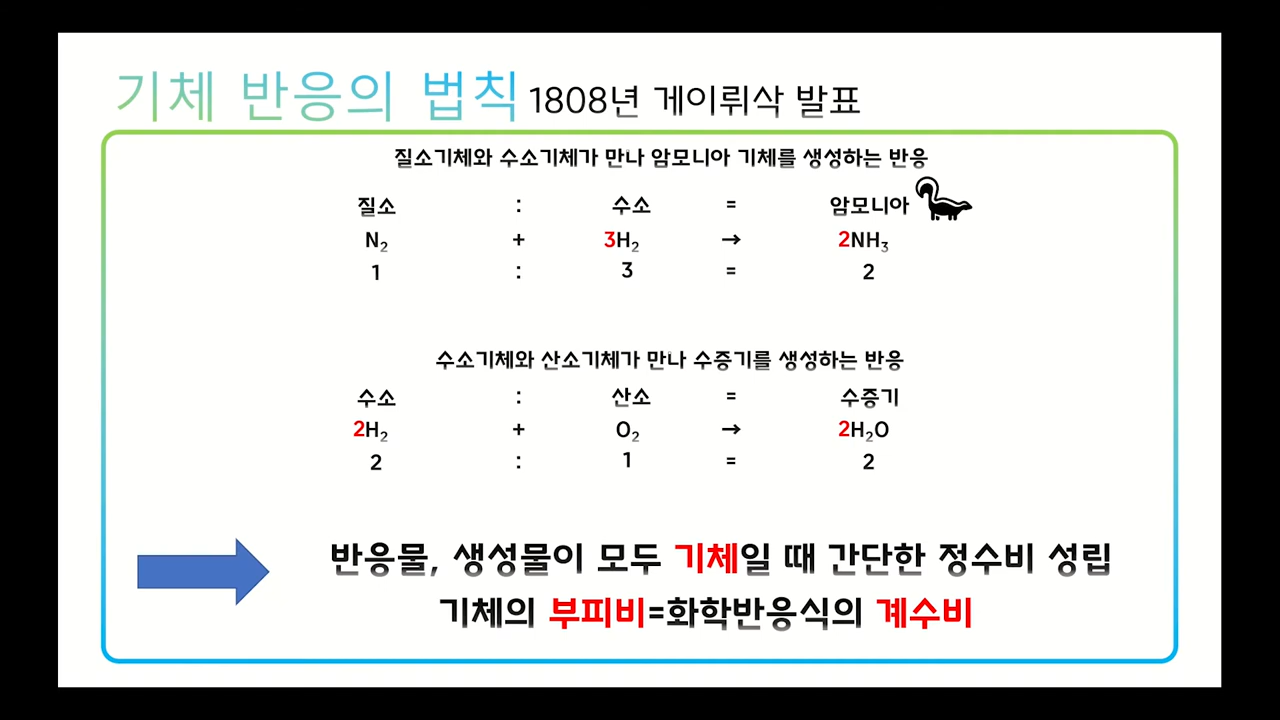 기체 반응의 법칙 1808년 게이뤼삭 발표
질소기체와 수소기체가 만나 암모니아 기체를 생성하는 반응
질소 : 수소 = 암모니아
N₂ + 3H₂ → 2NH₃
1 : 3 = 2
수소기체와 산소기체가 만나 수증기를 생성하는 반응
수소 : 산소 = 수증기
2H₂ + O₂ → 2H₂O
2 : 1 = 2
반응물, 생성물이 모두 기체일 때 간단한 정수비 성립
기체의 부피비=화학반응식의 계수비